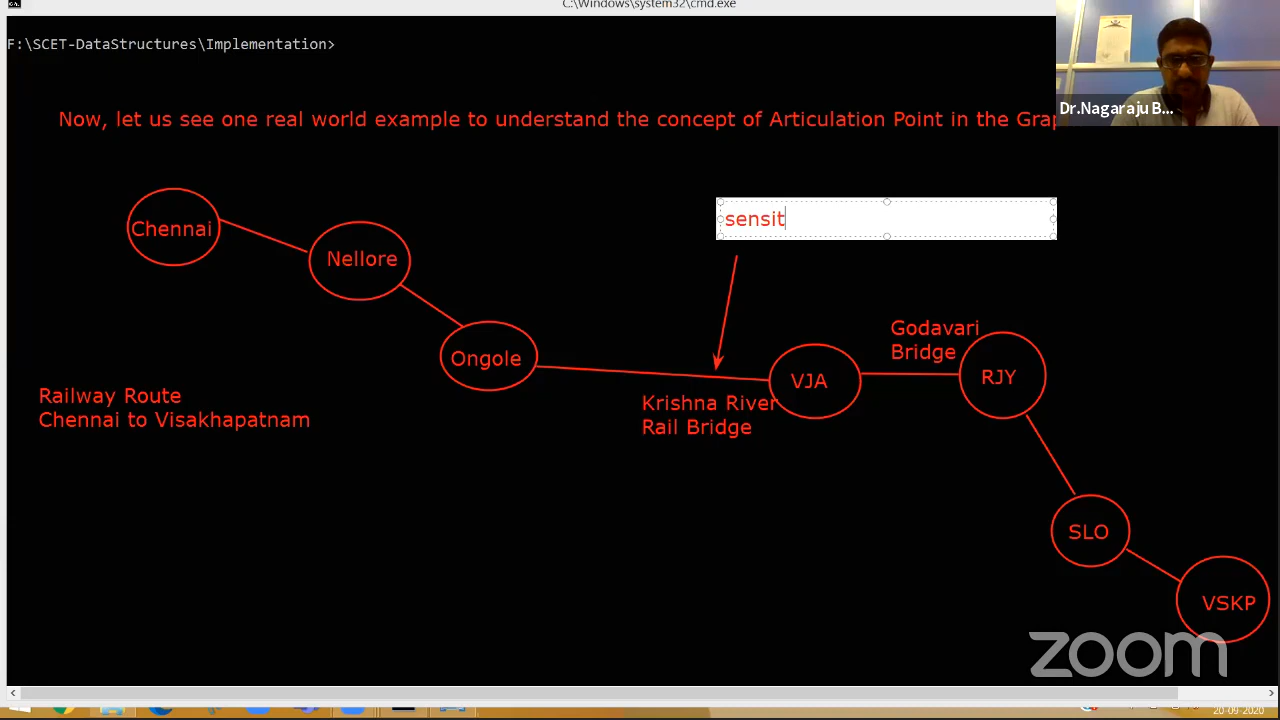 C:\Windows\system32\cmd.exe
F:\SCET-DataStructures\Implementation>
Dr.Nagaraju B...
Now, let us see one real world example to understand the concept of Articulation Point in the Grap
sensit
Chennai
Nellore
Ongole
Godavari
Bridge
VJA
RJY
Krishna River
Rail Bridge
Railway Route
Chennai to Visakhapatnam
SLO
VSKP
zoom
20-09-2020